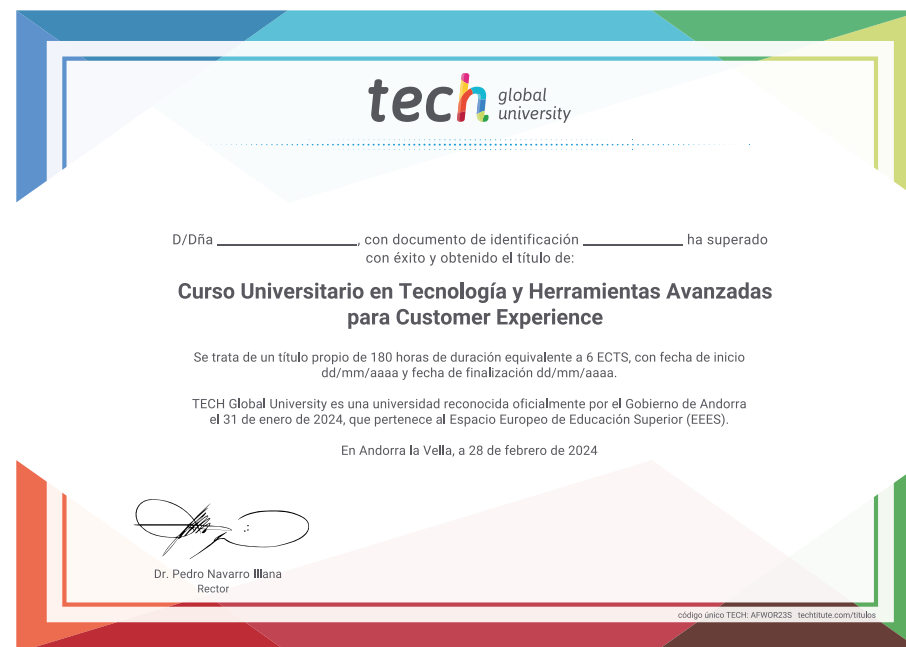 tech global university
D/Dña ____________________, con documento de identificación ______________ ha superado
con éxito y obtenido el título de:
Curso Universitario en Tecnología y Herramientas Avanzadas
para Customer Experience
Se trata de un título propio de 180 horas de duración equivalente a 6 ECTS, con fecha de inicio
dd/mm/aaaa y fecha de finalización dd/mm/aaaa.
TECH Global University es una universidad reconocida oficialmente por el Gobierno de Andorra
el 31 de enero de 2024, que pertenece al Espacio Europeo de Educación Superior (EEES).
En Andorra la Vella, a 28 de febrero de 2024
Dr. Pedro Navarro Illana
Rector
código único TECH: AFWOR23S techtitute.com/titulos